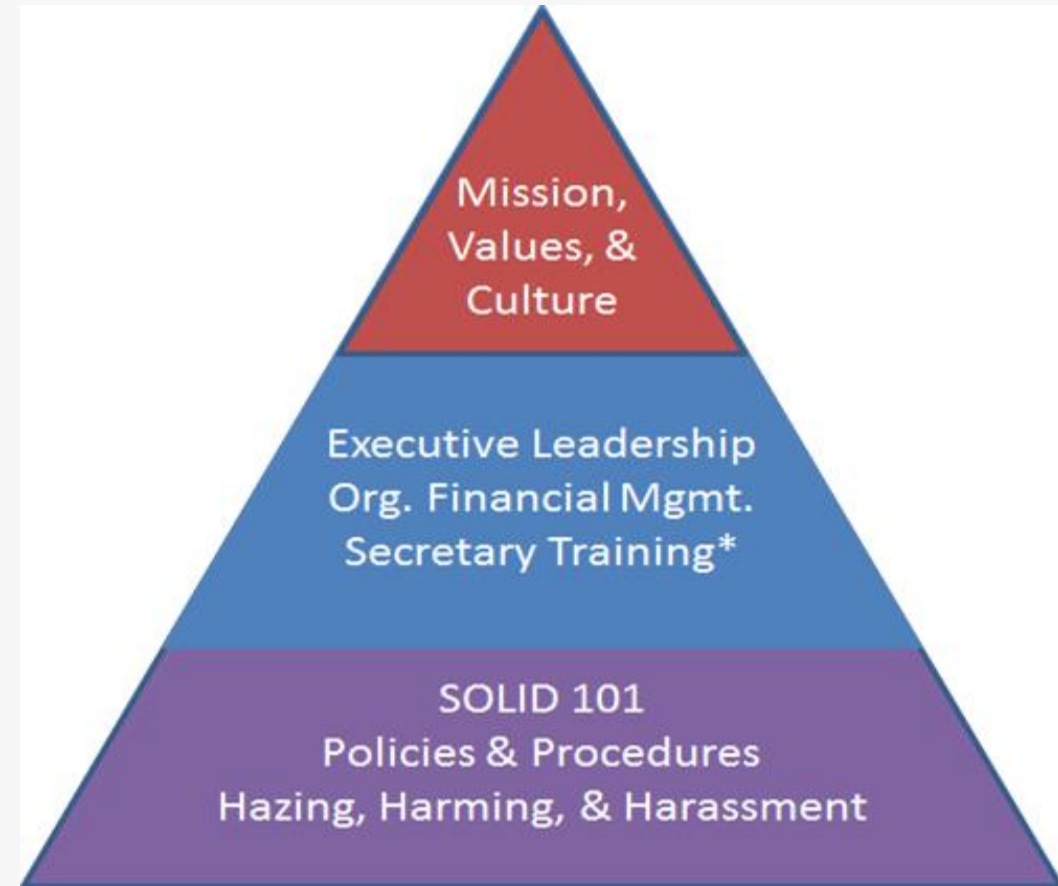 Mission,
Values, &
Culture
Executive Leadership
Org. Financial Mgmt.
Secretary Training*
SOLID 101
Policies & Procedures
Hazing, Harming, & Harassment